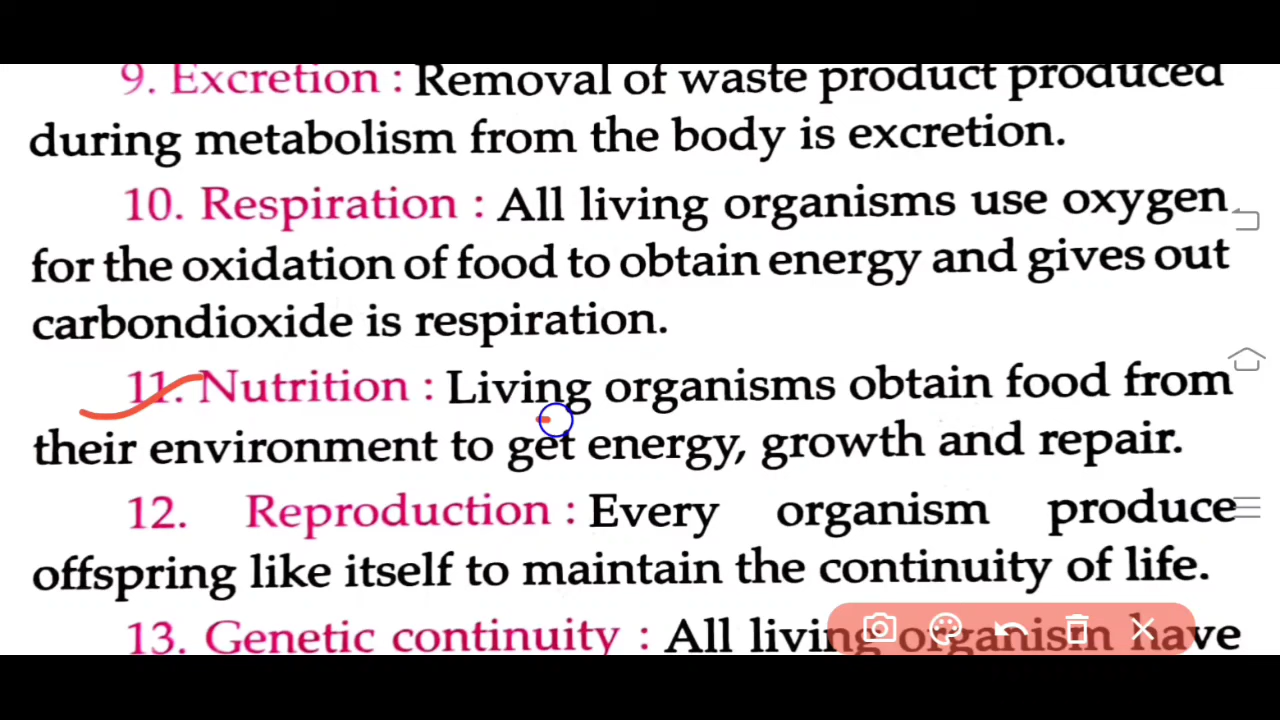 9. Excretion : Removal of waste product produced
during metabolism from the body is excretion.
10. Respiration : All living organisms use oxygen
for the oxidation of food to obtain energy and gives out
carbondioxide is respiration.
11. Nutrition : Living organisms obtain food from
their environment to get energy, growth and repair.
12. Reproduction : Every organism produce
offspring like itself to maintain the continuity of life.
13. Genetic continuity : All living organism have